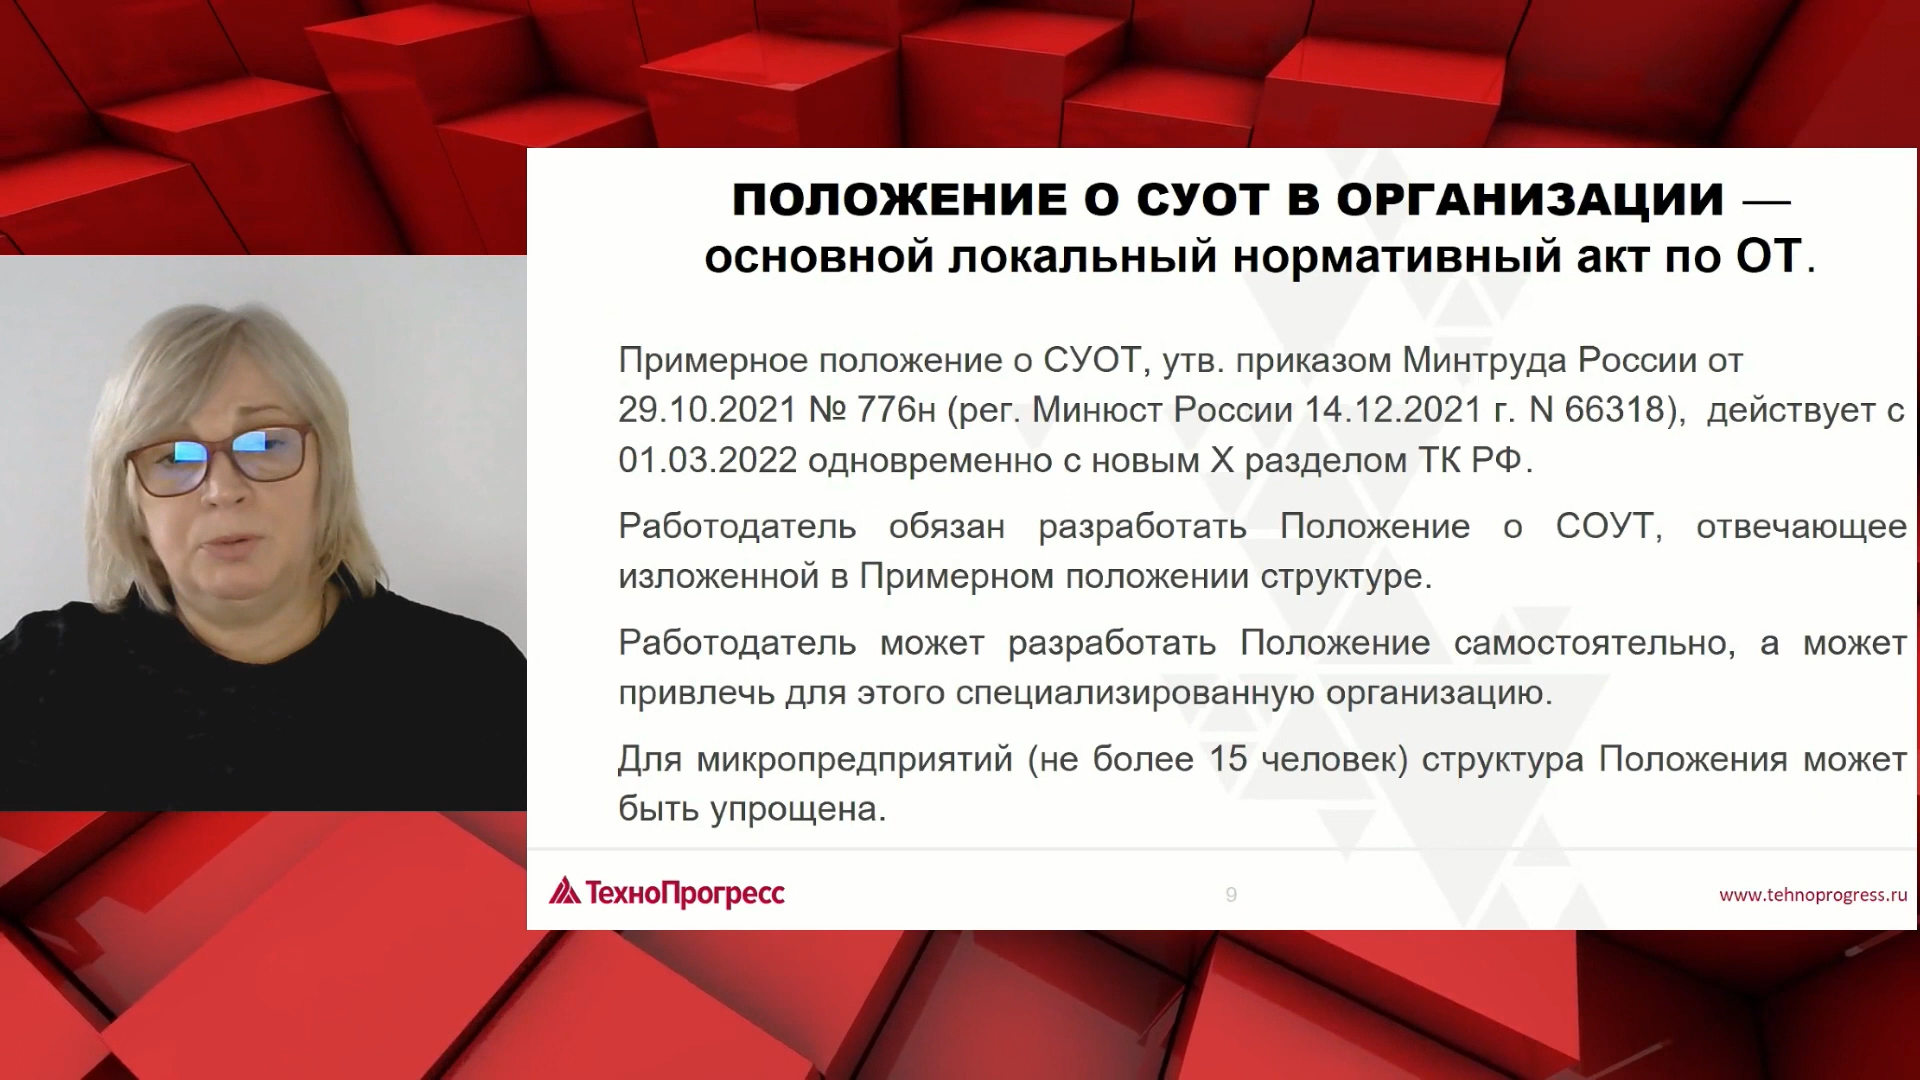 ПОЛОЖЕНИЕ О СУОТ В ОРГАНИЗАЦИИ —
основной локальный нормативный акт по ОТ.
Примерное положение о СУОТ, утв. приказом Минтруда России от
29.10.2021 № 776н (рег. Минюст России 14.12.2021 г. N 66318), действует с
01.03.2022 одновременно с новым X разделом ТК РФ.
Работодатель обязан разработать Положение о СОУТ, отвечающее
изложенной в Примерном положении структуре.
Работодатель может разработать Положение самостоятельно, а может
привлечь для этого специализированную организацию.
Для микропредприятий (не более 15 человек) структура Положения может
быть упрощена.
ТехноПрогресс
9
www.tehnoprogress.ru